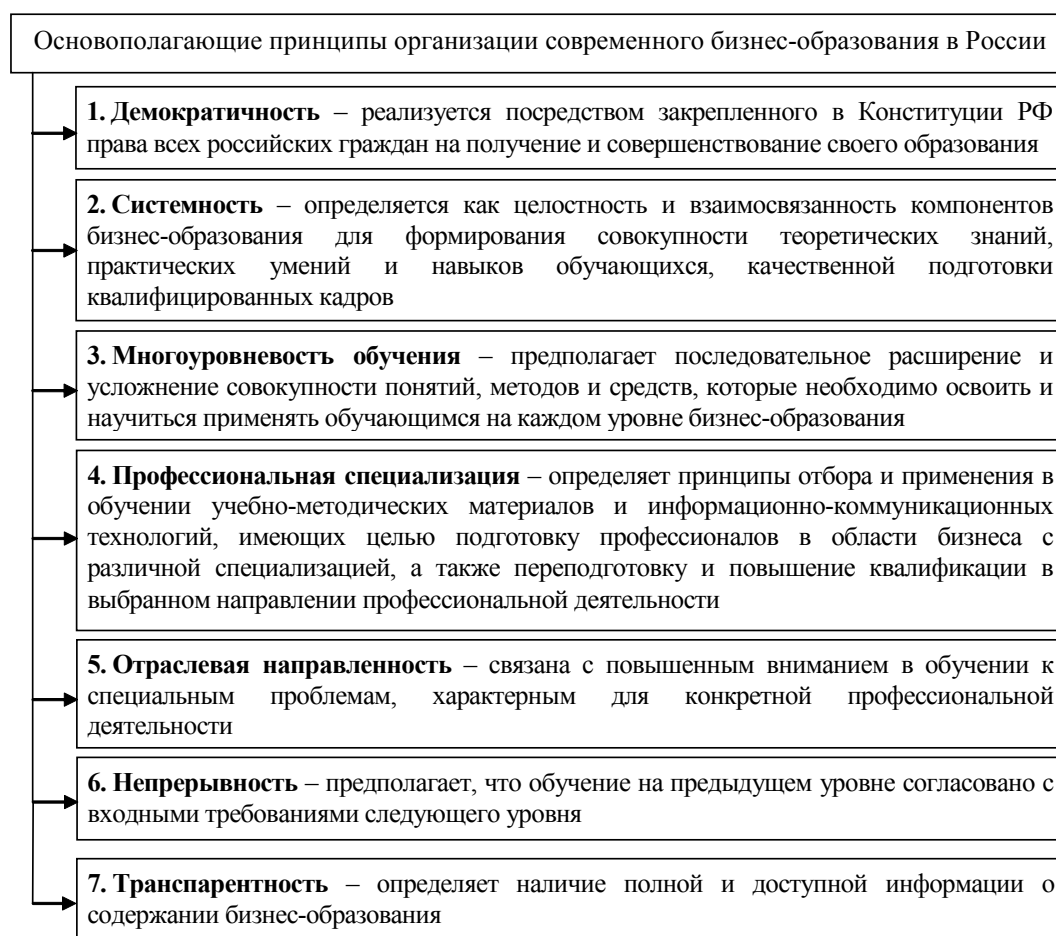 Основополагающие принципы организации современного бизнес-образования в России
1. Демократичность – реализуется посредством закрепленного в Конституции РФ
права всех российских граждан на получение и совершенствование своего образования
2. Системность – определяется как целостность и взаимосвязанность компонентов
бизнес-образования для формирования совокупности теоретических знаний,
практических умений и навыков обучающихся, качественной подготовки
квалифицированных кадров
3. Многоуровневостъ обучения – предполагает последовательное расширение и
усложнение совокупности понятий, методов и средств, которые необходимо освоить и
научиться применять обучающимся на каждом уровне бизнес-образования
4. Профессиональная специализация – определяет принципы отбора и применения в
обучении учебно-методических материалов и информационно-коммуникационных
технологий, имеющих целью подготовку профессионалов в области бизнеса с
различной специализацией, а также переподготовку и повышение квалификации в
выбранном направлении профессиональной деятельности
5. Отраслевая направленность – связана с повышенным вниманием в обучении к
специальным проблемам, характерным для конкретной профессиональной
деятельности
6. Непрерывность – предполагает, что обучение на предыдущем уровне согласовано с
входными требованиями следующего уровня
7. Транспарентность – определяет наличие полной и доступной информации о
содержании бизнес-образования